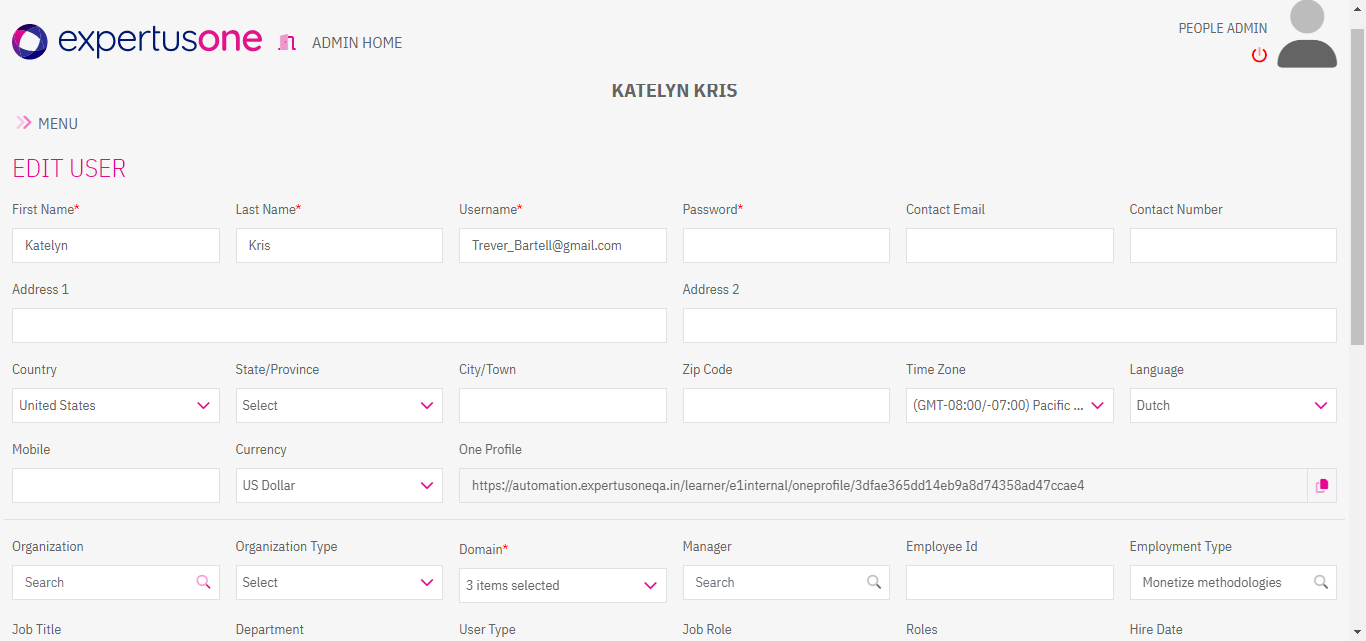 expertusone
ADMIN HOME
PEOPLE ADMIN
KATELYN KRIS
MENU
EDIT USER
First Name* Last Name* Username* Password* Contact Email Contact Number
Katelyn Kris Trever_Bartell@gmail.com
Address 1 Address 2
Country State/Province City/Town Zip Code Time Zone Language
United States Select (GMT-08:00/-07:00) Pacific ... Dutch
Mobile Currency One Profile
US Dollar https://automation.expertusoneqa.in/learner/e1internal/oneprofile/3dfae365dd14eb9a8d74358ad47ccae4
Organization Organization Type Domain* Manager Employee Id Employment Type
Search Select 3 items selected Search Monetize methodologies
Job Title Department User Type Job Role Roles Hire Date